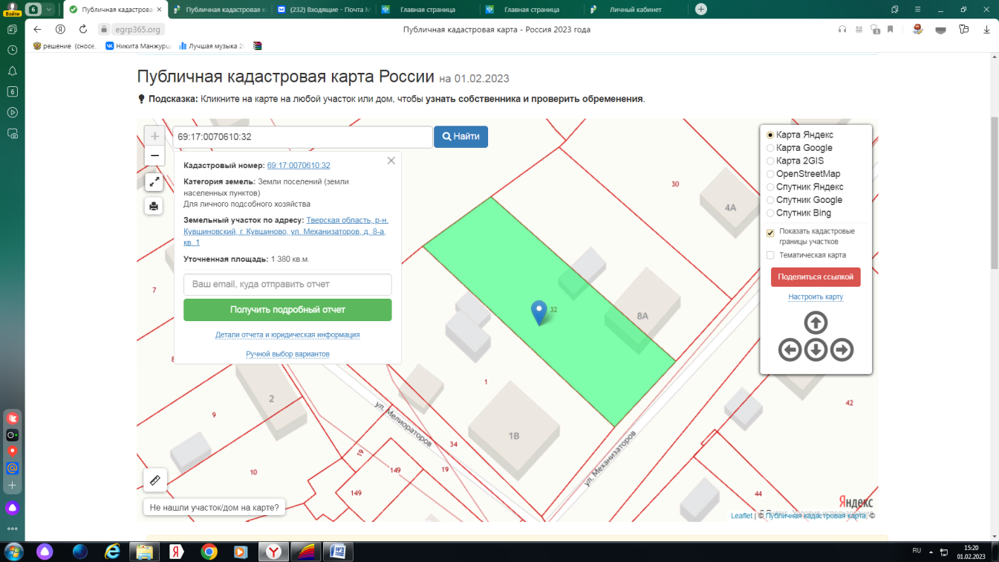 Войти
6
Публичная кадастрова
Публичная кадастровая к
(232) Входящие - Почта M
Главная страница
Главная страница
Личный кабинет
egrp365.org
Публичная кадастровая карта - Россия 2023 года
решение (сносе,
Никита Манжурц
Лучшая музыка 20
6
Публичная кадастровая карта России на 01.02.2023
Подсказка: Кликните на карте на любой участок или дом, чтобы узнать собственника и проверить обременения.
69:17:0070610:32
Найти
Кадастровый номер: 69:17:0070610:32
Категория земель: Земли поселений (земли
населенных пунктов)
Для личного подсобного хозяйства
Земельный участок по адресу: Тверская область, р-н.
Кувшиновский, г. Кувшиново, ул. Механизаторов, д. 8-а,
кв. 1
Уточненная площадь: 1 380 кв.м.
Ваш email, куда отправить отчет
Получить подробный отчет
Детали отчета и юридическая информация
Ручной выбор вариантов
Карта Яндекс
Карта Google
Карта 2GIS
OpenStreetMap
Спутник Яндекс
Спутник Google
Спутник Bing
Показать кадастровые
границы участков
Тематическая карта
Поделиться ссылкой
Настроить карту
30
4А
7
32
8А
8
1
2
42
9
1В
ул. Мелиораторов
ул. Механизаторов
34
19
19
149
149
10
44
Не нашли участок/дом на карте?
Яндекс
Leaflet | © Публичная кадастровая карта, ©
RU
15:20
01.02.2023